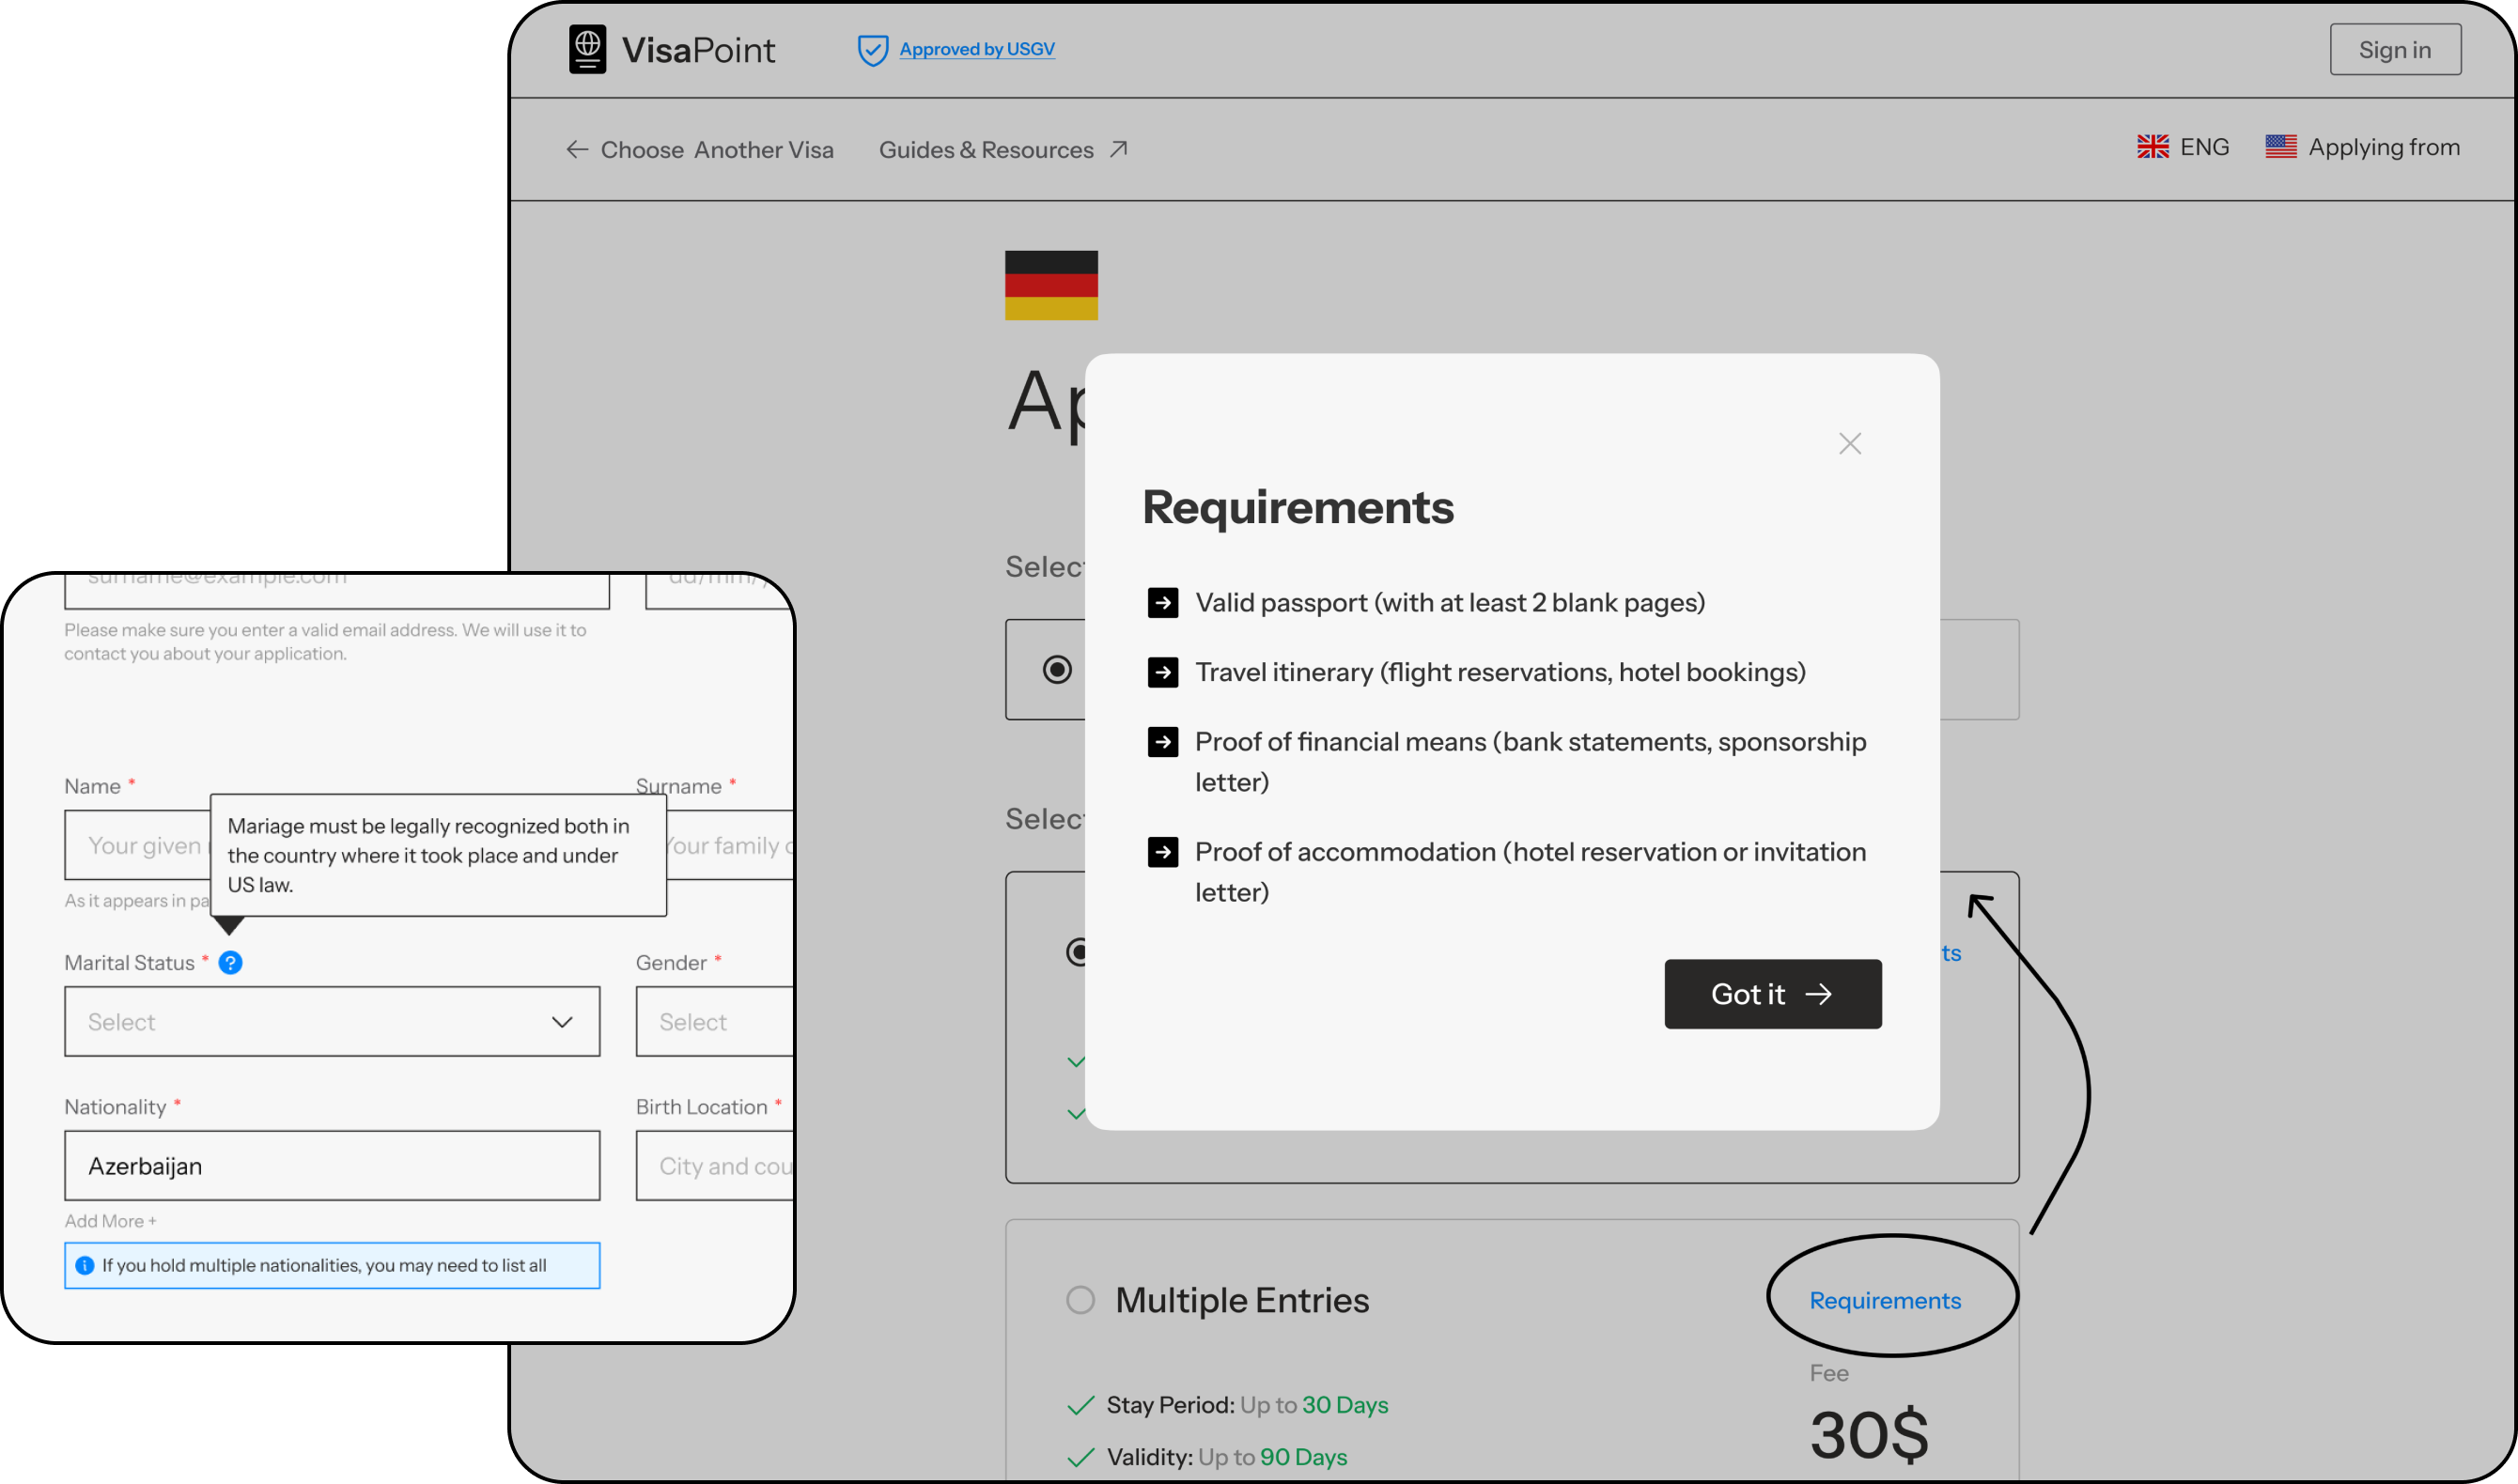 VisaPoint
Approved by USGV
Sign in
Choose Another Visa
Guides & Resources
ENG
Applying from
Ap
Requirements
Valid passport (with at least 2 blank pages)
Travel itinerary (flight reservations, hotel bookings)
Proof of financial means (bank statements, sponsorship
letter)
Proof of accommodation (hotel reservation or invitation
letter)
Got it
Selec
Selec
ts
Multiple Entries
Requirements
Fee
30$
Stay Period: Up to 30 Days
Validity: Up to 90 Days
surname@example.com
dd/mm/y
Please make sure you enter a valid email address. We will use it to
contact you about your application.
Name *
Surname *
Your given
Your family
Mariage must be legally recognized both in
the country where it took place and under
US law.
As it appears in pa
Marital Status * ?
Gender *
Select
Select
Nationality *
Birth Location *
Azerbaijan
City and cou
Add More +
If you hold multiple nationalities, you may need to list all